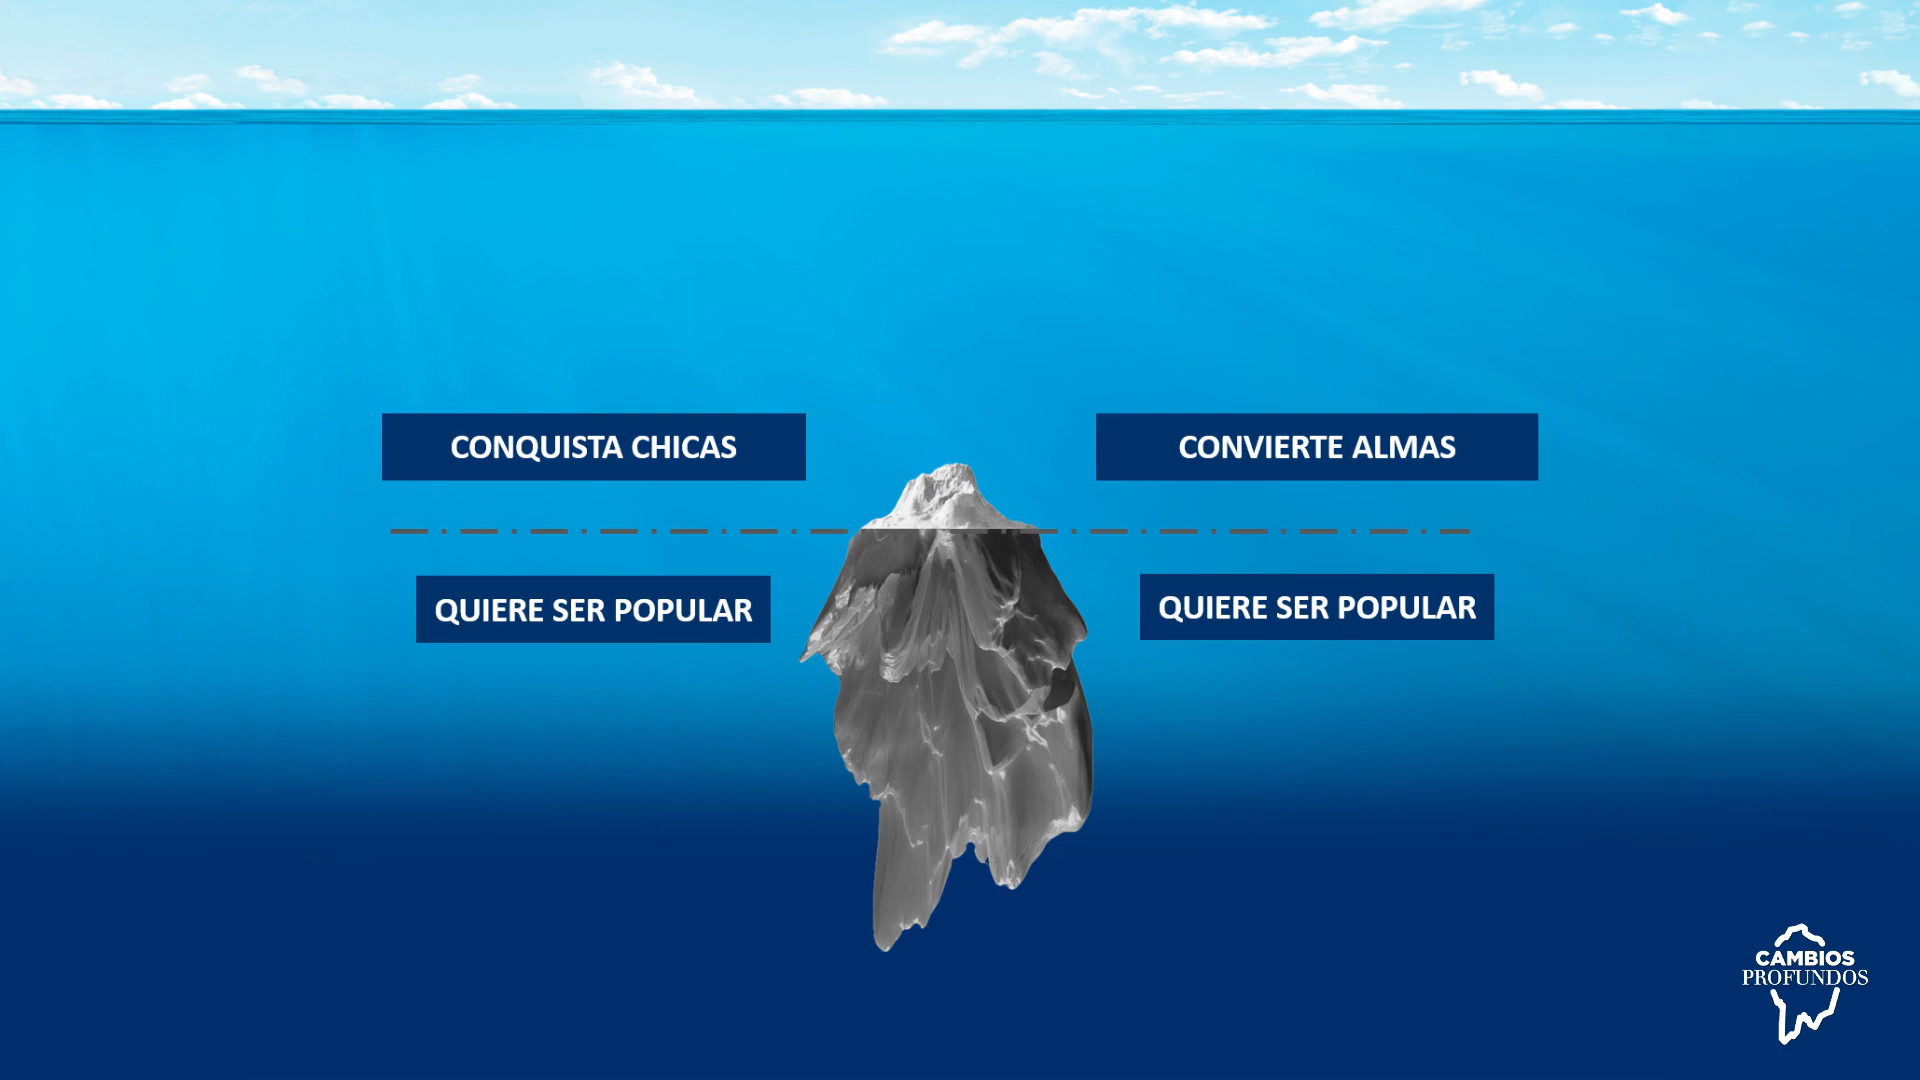 CONQUISTA CHICAS
CONVIERTE ALMAS
QUIERE SER POPULAR
QUIERE SER POPULAR
CAMBIOS
PROFUNDOS